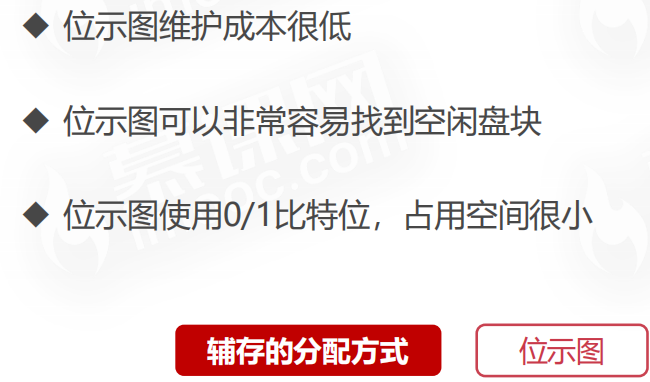 ◆ 位示图维护成本很低
◆ 位示图可以非常容易找到空闲盘块
◆ 位示图使用0/1比特位，占用空间很小
辅存的分配方式
位示图